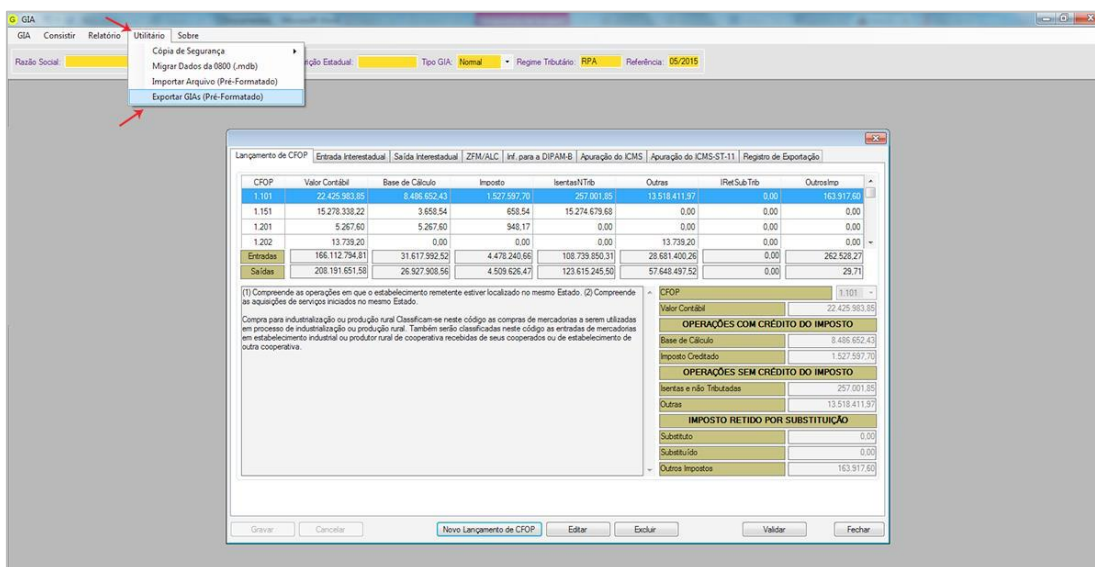 G GIA
GIA Consistir Relatório Utilitário Sobre
Cópia de Segurança
Migrar Dados da 0800 (.mdb)
Importar Arquivo (Pré-Formatado)
Exportar GIAs (Pré-Formatado)
Razão Social: rição Estadual: Tipo GIA: Normal Regime Tributário: RPA Referência: 05/2015
Lançamento de CFOP Entrada Interestadual Saída Interestadual ZFM/ALC Inf. para a DIPAM-B Apuração do ICMS Apuração do ICMS-ST-11 Registro de Exportação
CFOP Valor Contábil Base de Cálculo Imposto IsentasNTrib Outras IRetSubTrib OutrosImp
1.101 22.425.983,85 8.486.652,43 1.527.597,70 257.001,85 13.518.411,97 0,00 163.917,60
1.151 15.278.338,22 3.658,54 658,54 15.274.679,68 0,00 0,00 0,00
1.201 5.267,60 5.267,60 948,17 0,00 0,00 0,00 0,00
1.202 13.739,20 0,00 0,00 0,00 13.739,20 0,00 0,00
Entradas 166.112.794,81 31.617.992,52 4.478.240,66 108.739.850,31 28.681.400,26 0,00 262.528,27
Saídas 208.191.651,58 26.927.908,56 4.509.626,47 123.615.245,50 57.648.497,52 0,00 29,71
(1) Compreende as operações em que o estabelecimento remetente estiver localizado no mesmo Estado. (2) Compreende
as aquisições de serviços iniciados no mesmo Estado.
Compra para industrialização ou produção rural Classificam-se neste código as compras de mercadorias a serem utilizadas
em processo de industrialização ou produção rural. Também serão classificadas neste código as entradas de mercadorias
em estabelecimento industrial ou produtor rural de cooperativa recebidas de seus cooperados ou de estabelecimento de
outra cooperativa.
CFOP 1.101
Valor Contábil 22.425.983,85
OPERAÇÕES COM CRÉDITO DO IMPOSTO
Base de Cálculo 8.486.652,43
Imposto Creditado 1.527.597,70
OPERAÇÕES SEM CRÉDITO DO IMPOSTO
Isentas e não Tributadas 257.001,85
Outras 13.518.411,97
IMPOSTO RETIDO POR SUBSTITUIÇÃO
Substituto 0,00
Substituído 0,00
Outros Impostos 163.917,60
Gravar Cancelar Novo Lançamento de CFOP Editar Excluir Validar Fechar